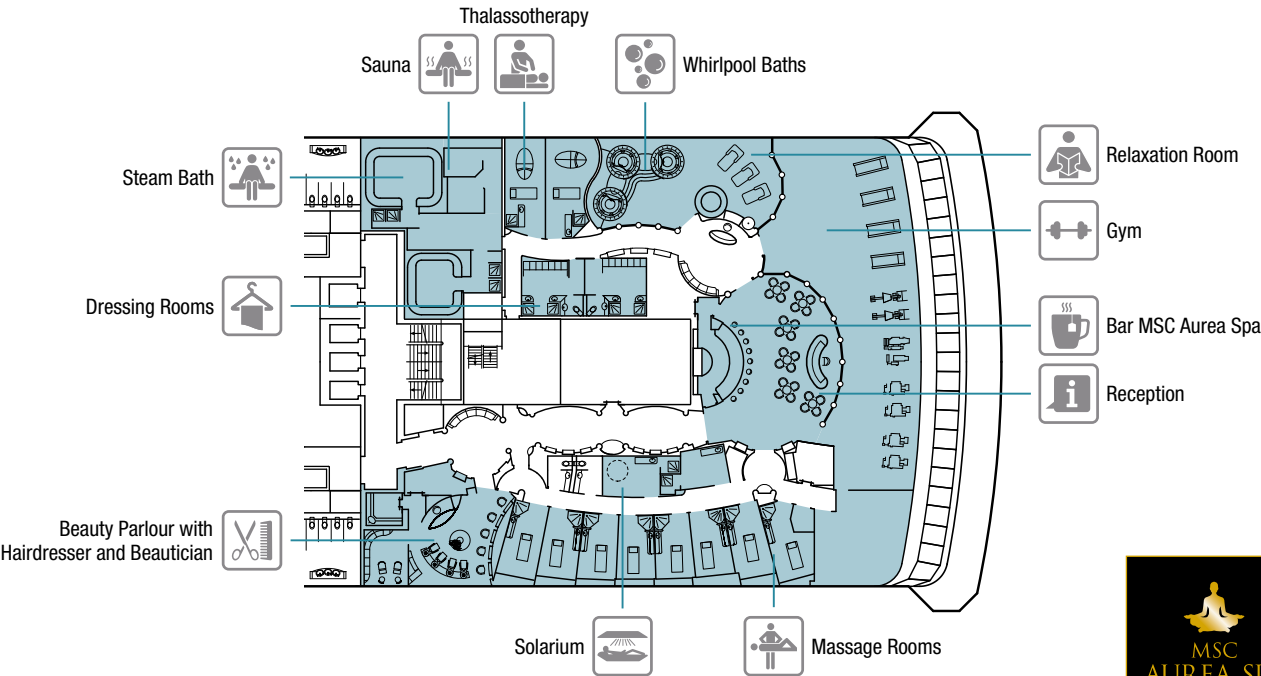 Thalassotherapy
Sauna
Whirlpool Baths
Steam Bath
Relaxation Room
Gym
Dressing Rooms
Bar MSC Aurea Spa
Reception
Beauty Parlour with
Hairdresser and Beautician
Solarium
Massage Rooms
MSC
AUREA